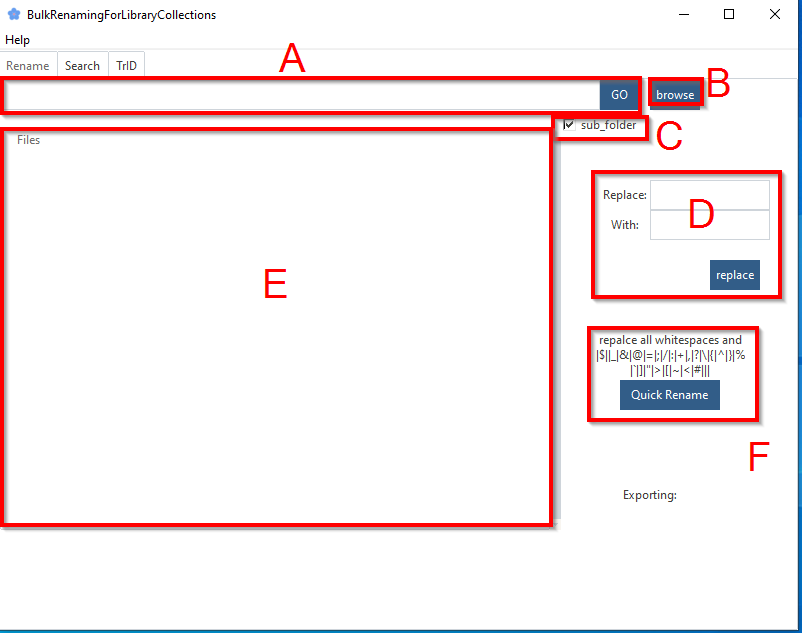 BulkRenamingForLibraryCollections
Help
Rename Search TrID
A
GO browse B
sub_folder C
Files
Replace:
With:
D
replace
E
repalce all whitespaces and
|$||_|&|@|=|;|/|:|+|,|?|\|{|^|}|%
|`|]|"|>|[|~|<|#|||
Quick Rename
F
Exporting: